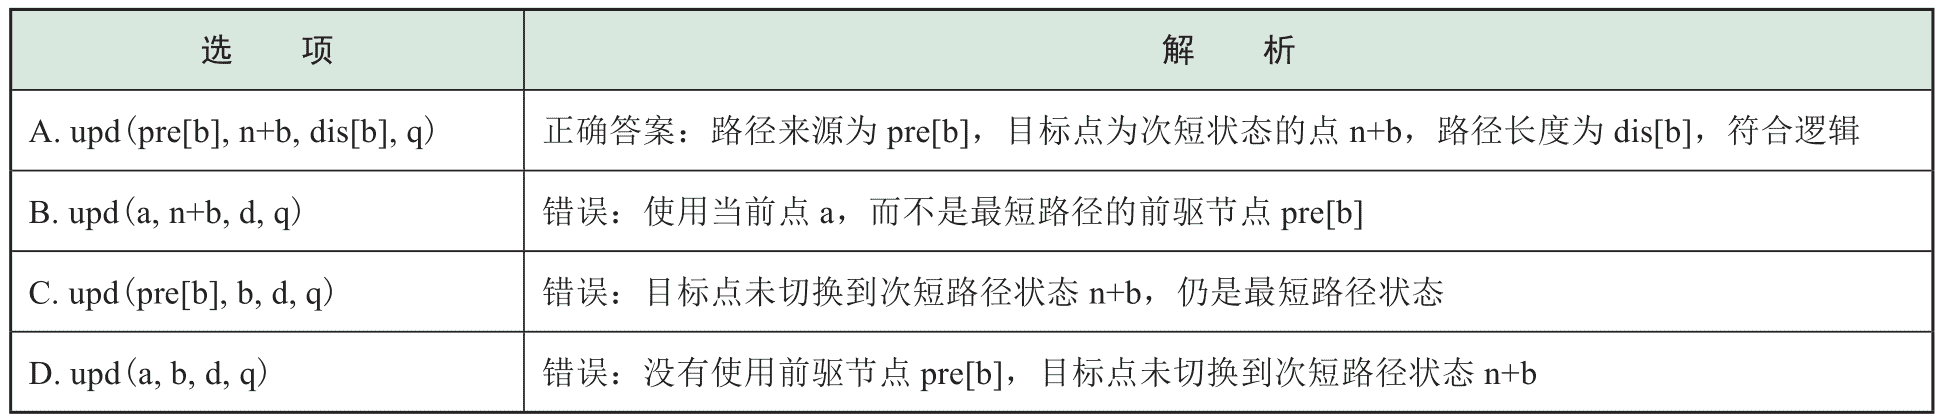 选 项 解 析
A. upd(pre[b], n+b, dis[b], q) 正确答案：路径来源为 pre[b]，目标点为次短状态的点 n+b，路径长度为 dis[b]，符合逻辑
B. upd(a, n+b, d, q) 错误：使用当前点 a，而不是最短路径的前驱节点 pre[b]
C. upd(pre[b], b, d, q) 错误：目标点未切换到次短路径状态 n+b，仍是最短路径状态
D. upd(a, b, d, q) 错误：没有使用前驱节点 pre[b]，目标点未切换到次短路径状态 n+b